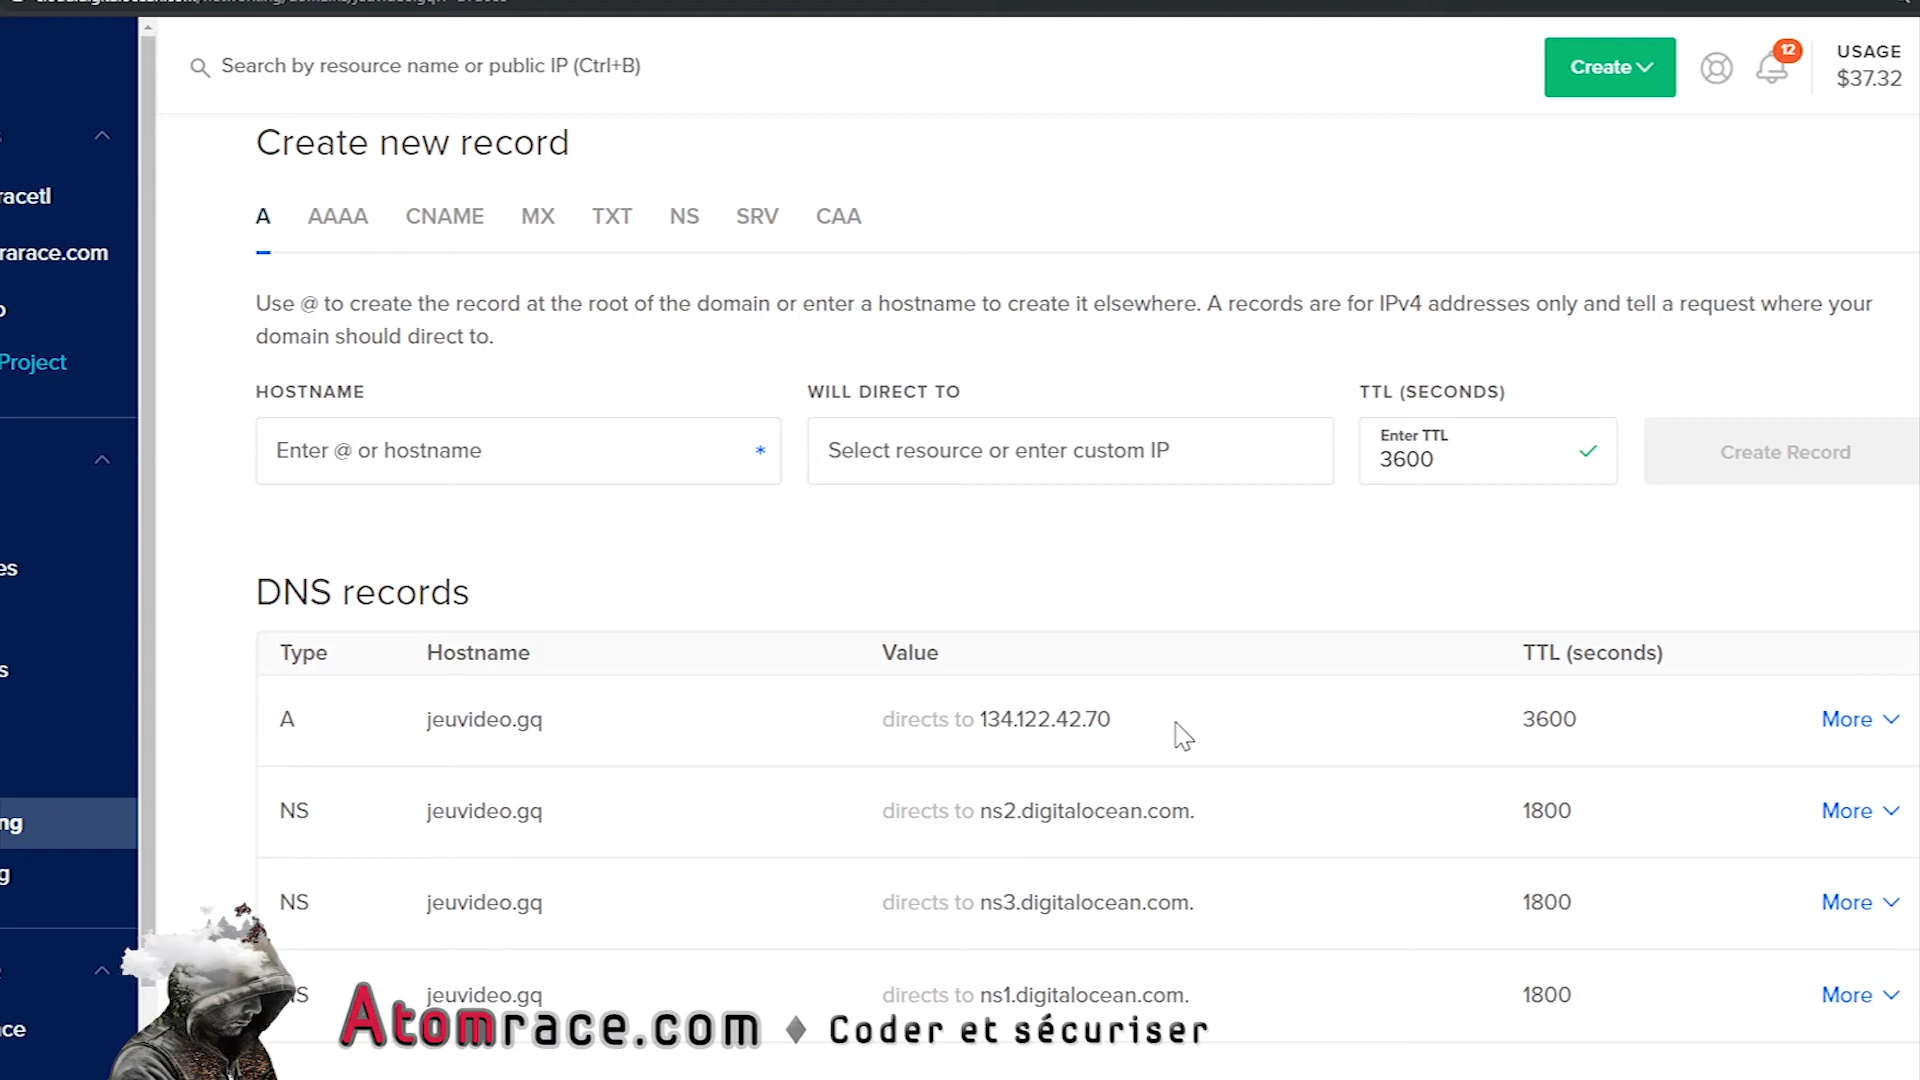 Search by resource name or public IP (Ctrl+B)
Create
12
USAGE
$37.32
racetl
rarace.com
Project
es
s
ng
g
ce
Create new record
A AAAA CNAME MX TXT NS SRV CAA
Use @ to create the record at the root of the domain or enter a hostname to create it elsewhere. A records are for IPv4 addresses only and tell a request where your
domain should direct to.
HOSTNAME WILL DIRECT TO TTL (SECONDS)
Enter @ or hostname * Select resource or enter custom IP Enter TTL
3600
Create Record
DNS records
Type Hostname Value TTL (seconds)
A jeuvideo.gq directs to 134.122.42.70 3600 More
NS jeuvideo.gq directs to ns2.digitalocean.com. 1800 More
NS jeuvideo.gq directs to ns3.digitalocean.com. 1800 More
NS jeuvideo.gq directs to ns1.digitalocean.com. 1800 More
Atomrace.com ♦ Coder et sécuriser